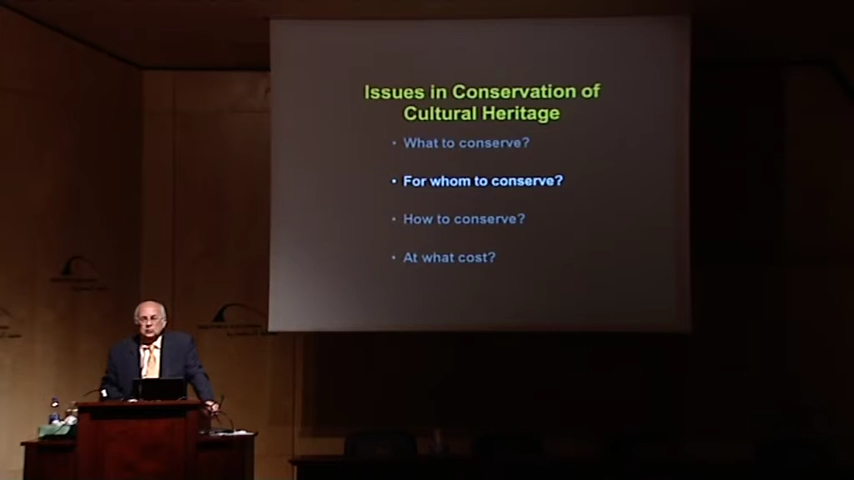 Issues in Conservation of
Cultural Heritage
• What to conserve?
• For whom to conserve?
• How to conserve?
• At what cost?